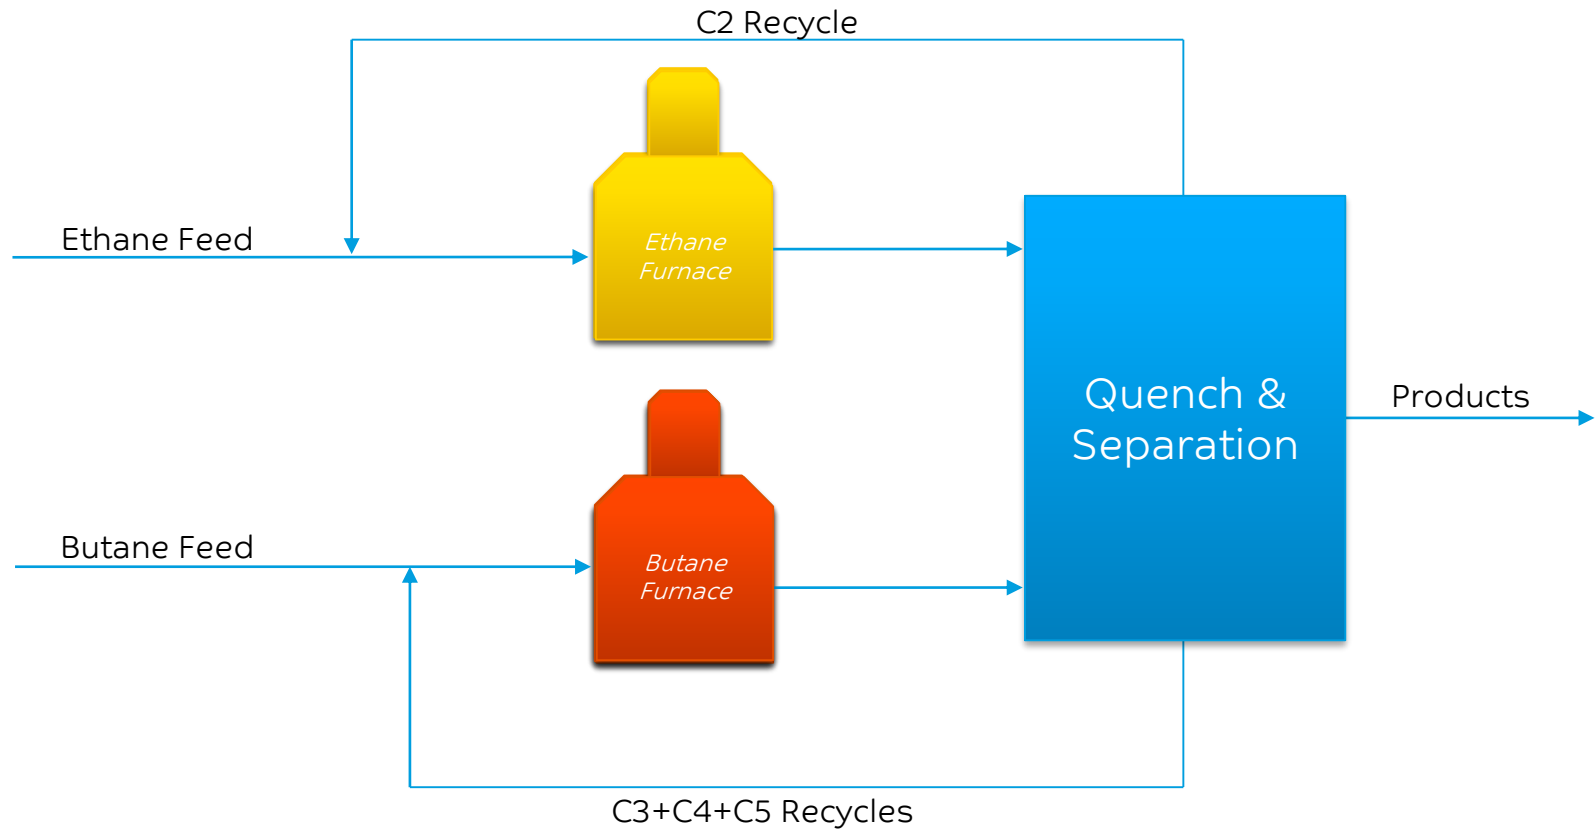 C2 Recycle
Ethane Feed
Ethane
Furnace
Quench &
Separation
Products
Butane Feed
Butane
Furnace
C3+C4+C5 Recycles